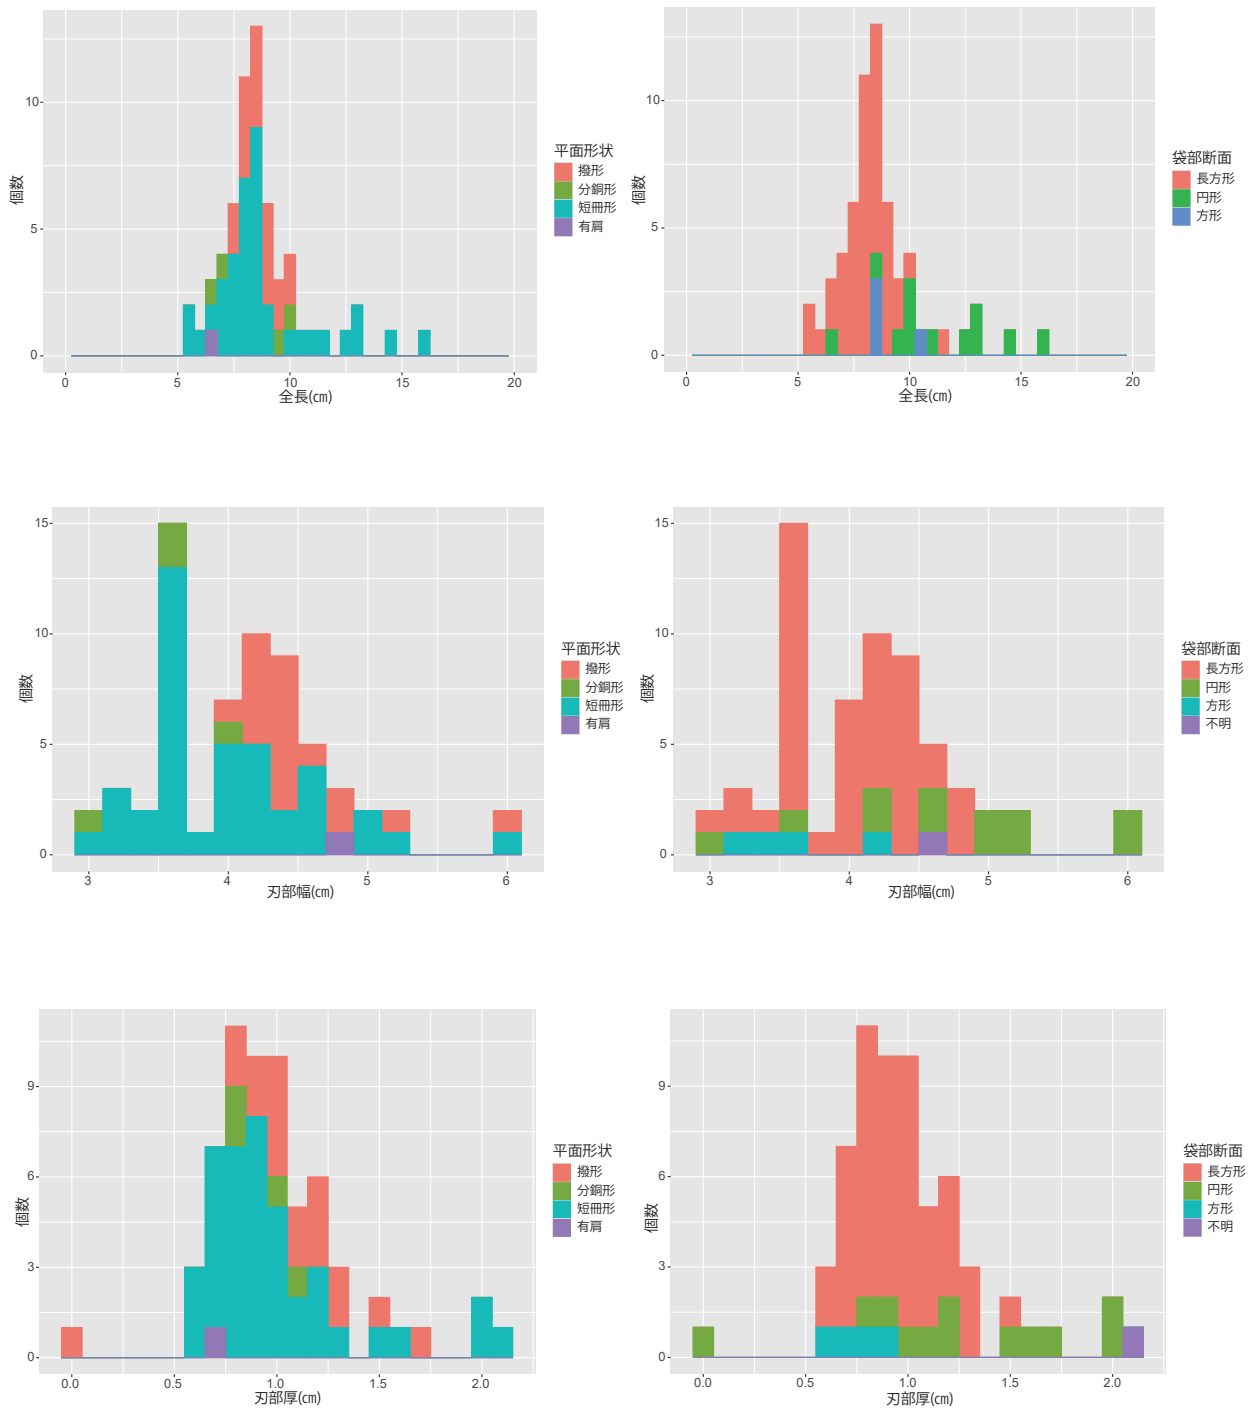 個数
10
5
0
0
5
10
15
20
全長(㎝)
平面形状
撥形
分銅形
短冊形
有肩
個数
10
5
0
0
5
10
15
20
全長(㎝)
袋部断面
長方形
円形
方形
個数
15
10
5
0
3
4
5
6
刃部幅(㎝)
平面形状
撥形
分銅形
短冊形
有肩
個数
15
10
5
0
3
4
5
6
刃部幅(㎝)
袋部断面
長方形
円形
方形
不明
個数
9
6
3
0
0.0
0.5
1.0
1.5
2.0
刃部厚(㎝)
平面形状
撥形
分銅形
短冊形
有肩
個数
9
6
3
0
0.0
0.5
1.0
1.5
2.0
刃部厚(㎝)
袋部断面
長方形
円形
方形
不明